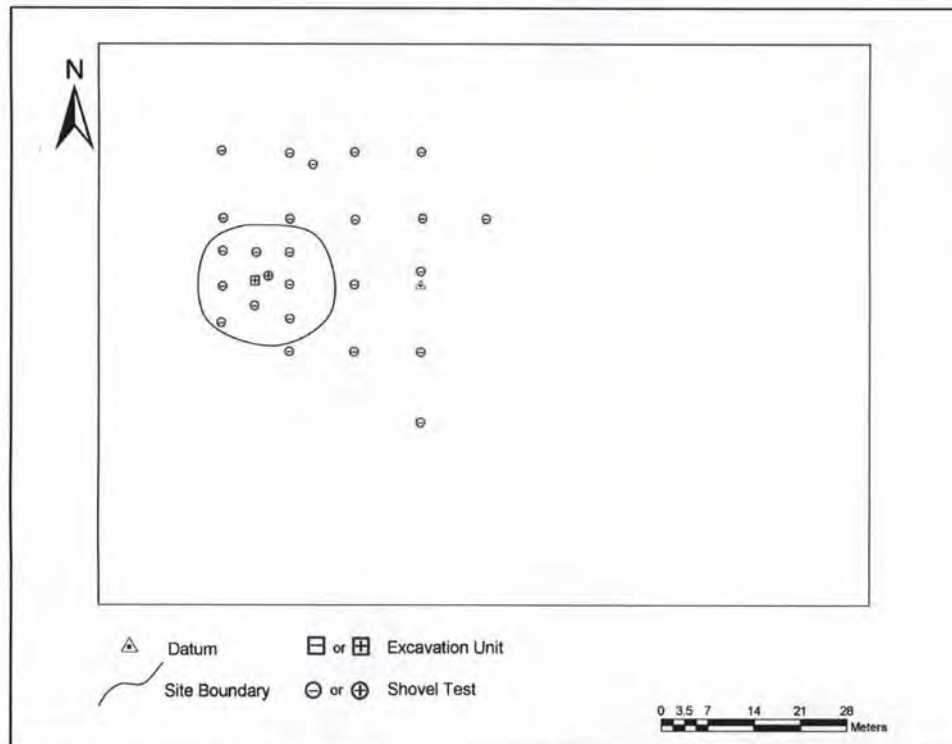 N
Datum
or
Excavation Unit
Site Boundary
or
Shovel Test
0 3.5 7 14 21 28
Meters